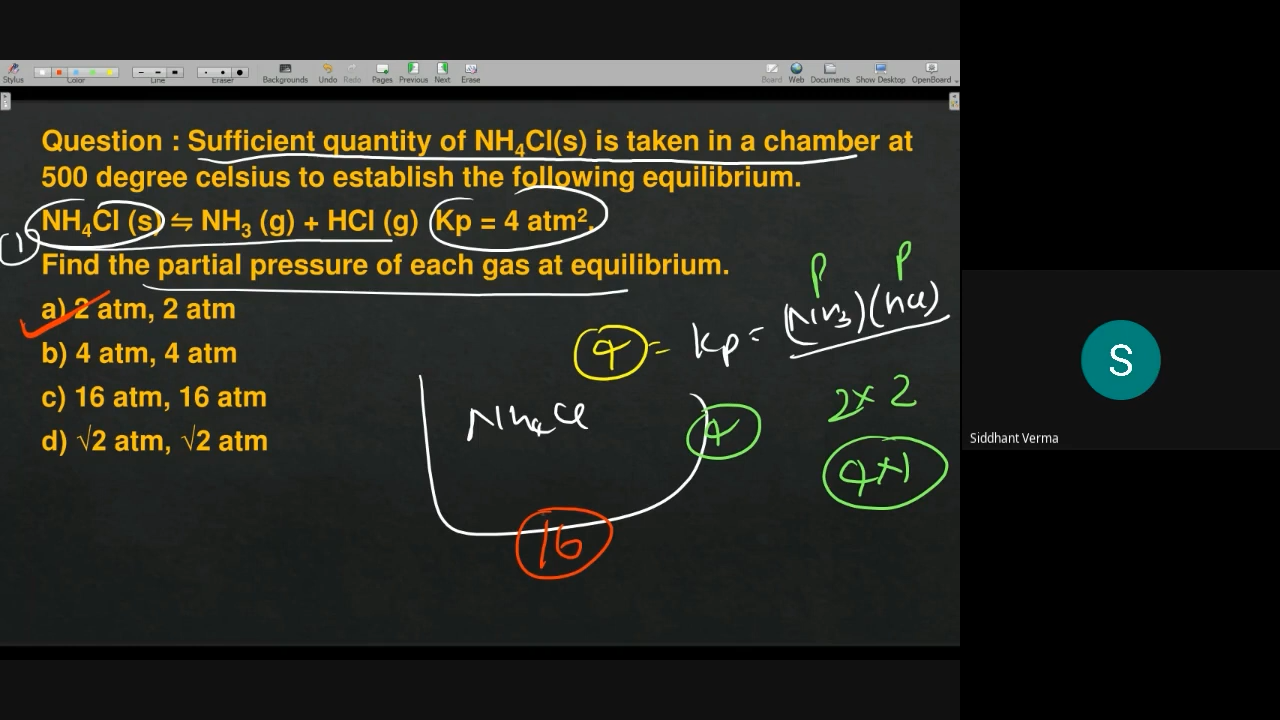 Stylus Color Line Eraser Backgrounds Undo Redo Pages Previous Next Erase Board Web Documents Show Desktop OpenBoard
Question : Sufficient quantity of NH₄Cl(s) is taken in a chamber at
500 degree celsius to establish the following equilibrium.
NH₄Cl (s) ⇋ NH₃ (g) + HCl (g) Kp = 4 atm².
(1)
Find the partial pressure of each gas at equilibrium.
P P
a) 2 atm, 2 atm
4 = Kp = (NH₃)(HCl)
b) 4 atm, 4 atm
c) 16 atm, 16 atm
2 × 2
NH₄Cl
4
d) √2 atm, √2 atm
4×1
16
S
Siddhant Verma